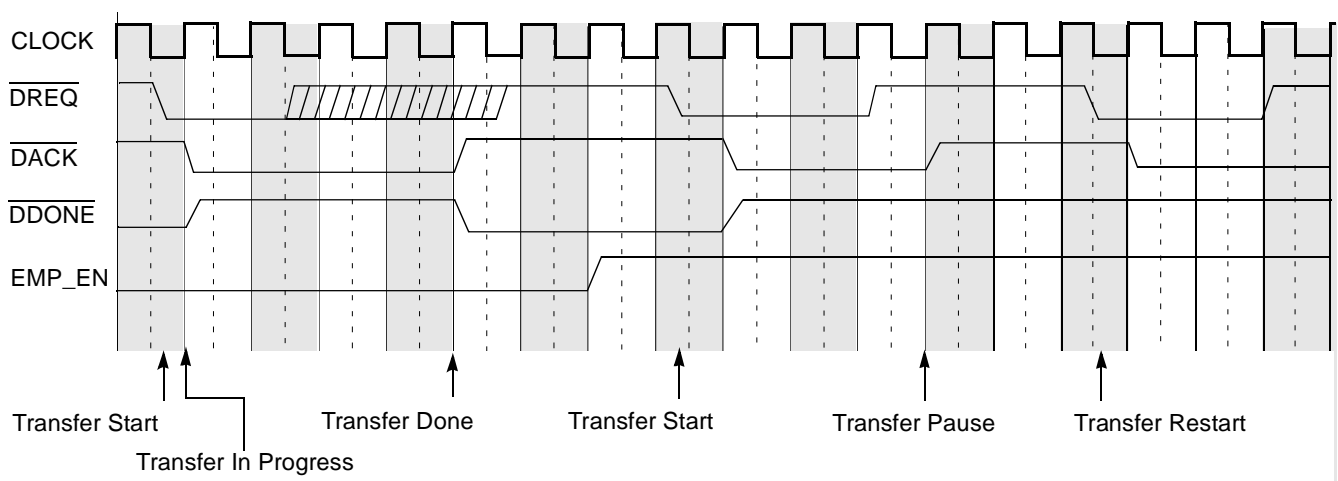 CLOCK
DREQ
DACK
DDONE
EMP_EN
Transfer Start
Transfer In Progress
Transfer Done
Transfer Start
Transfer Pause
Transfer Restart